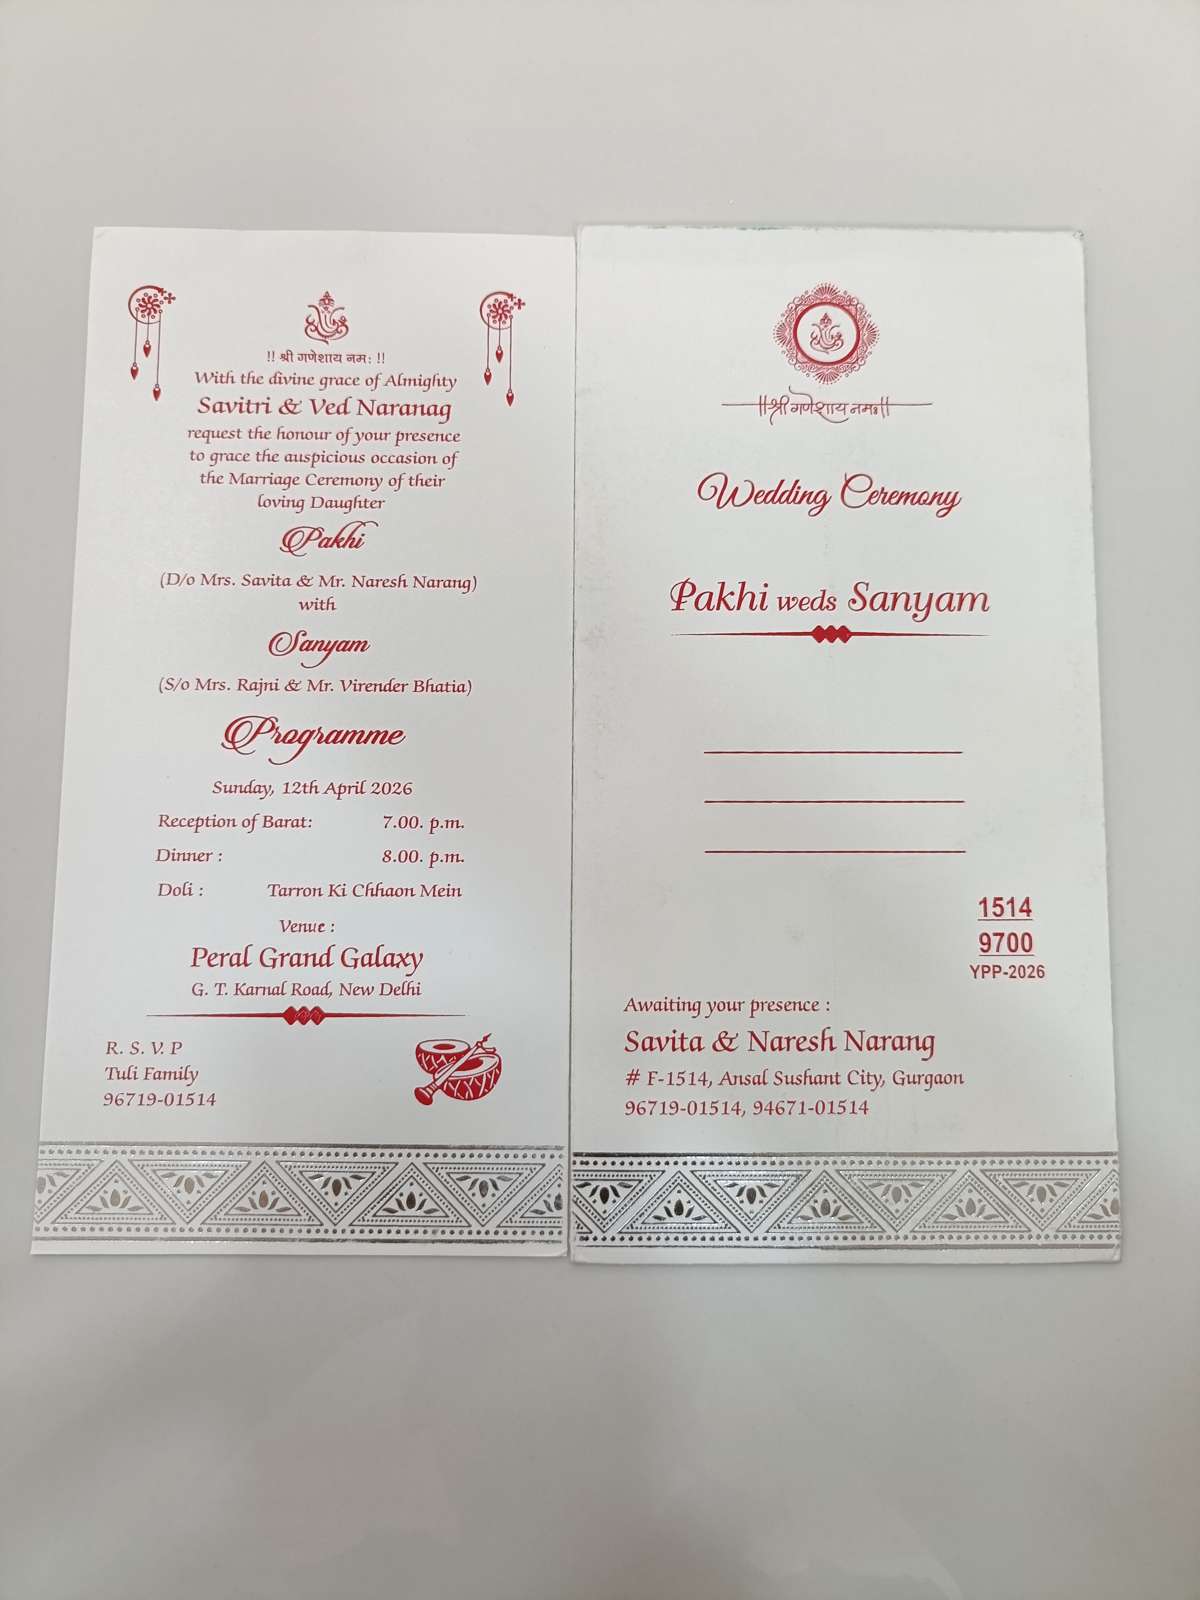 !! श्री गणेशाय नमः !!
With the divine grace of Almighty
Savitri & Ved Naranag
request the honour of your presence
to grace the auspicious occasion of
the Marriage Ceremony of their
loving Daughter
Pakhi
(D/o Mrs. Savita & Mr. Naresh Narang)
with
Sanyam
(S/o Mrs. Rajni & Mr. Virender Bhatia)
Programme
Sunday, 12th April 2026
Reception of Barat: 7.00. p.m.
Dinner : 8.00. p.m.
Doli : Tarron Ki Chhaon Mein
Venue :
Peral Grand Galaxy
G. T. Karnal Road, New Delhi
R. S. V. P
Tuli Family
96719-01514
||श्री गणेशाय नमः||
Wedding Ceremony
Pakhi weds Sanyam
1514
9700
YPP-2026
Awaiting your presence :
Savita & Naresh Narang
# F-1514, Ansal Sushant City, Gurgaon
96719-01514, 94671-01514